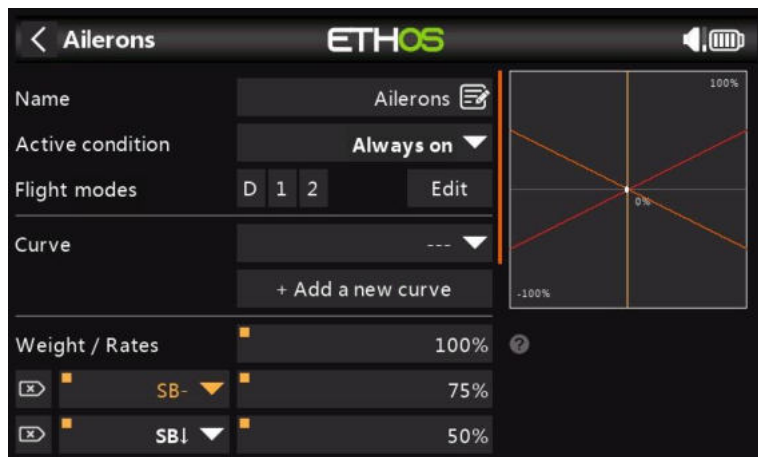 Ailerons
ETHOS
Name
Ailerons
Active condition
Always on
Flight modes
D 1 2
Edit
Curve
---
+ Add a new curve
Weight / Rates
100%
SB-
75%
SB↓
50%
100%
0%
-100%
?